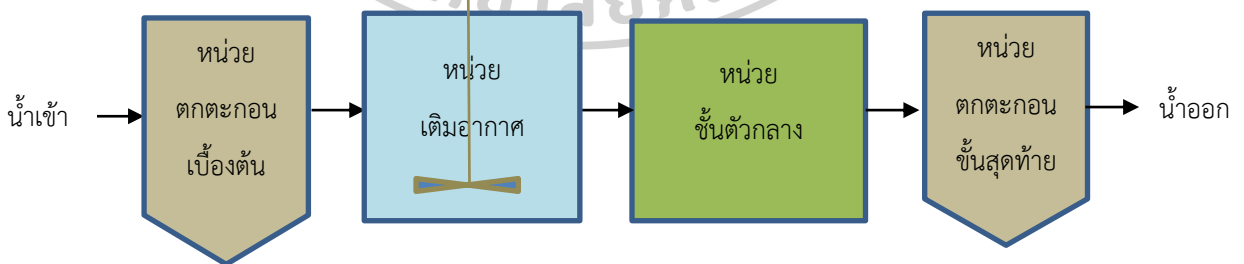 น้ำเข้า
หน่วย
ตกตะกอน
เบื้องต้น
หน่วย
เติมอากาศ
หน่วย
ชั้นตัวกลาง
หน่วย
ตกตะกอน
ขั้นสุดท้าย
น้ำออก